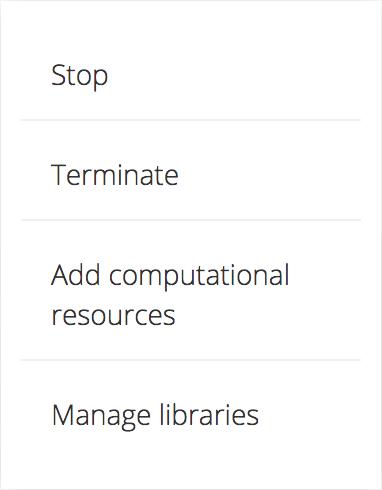 Stop
Terminate
Add computational
resources
Manage libraries